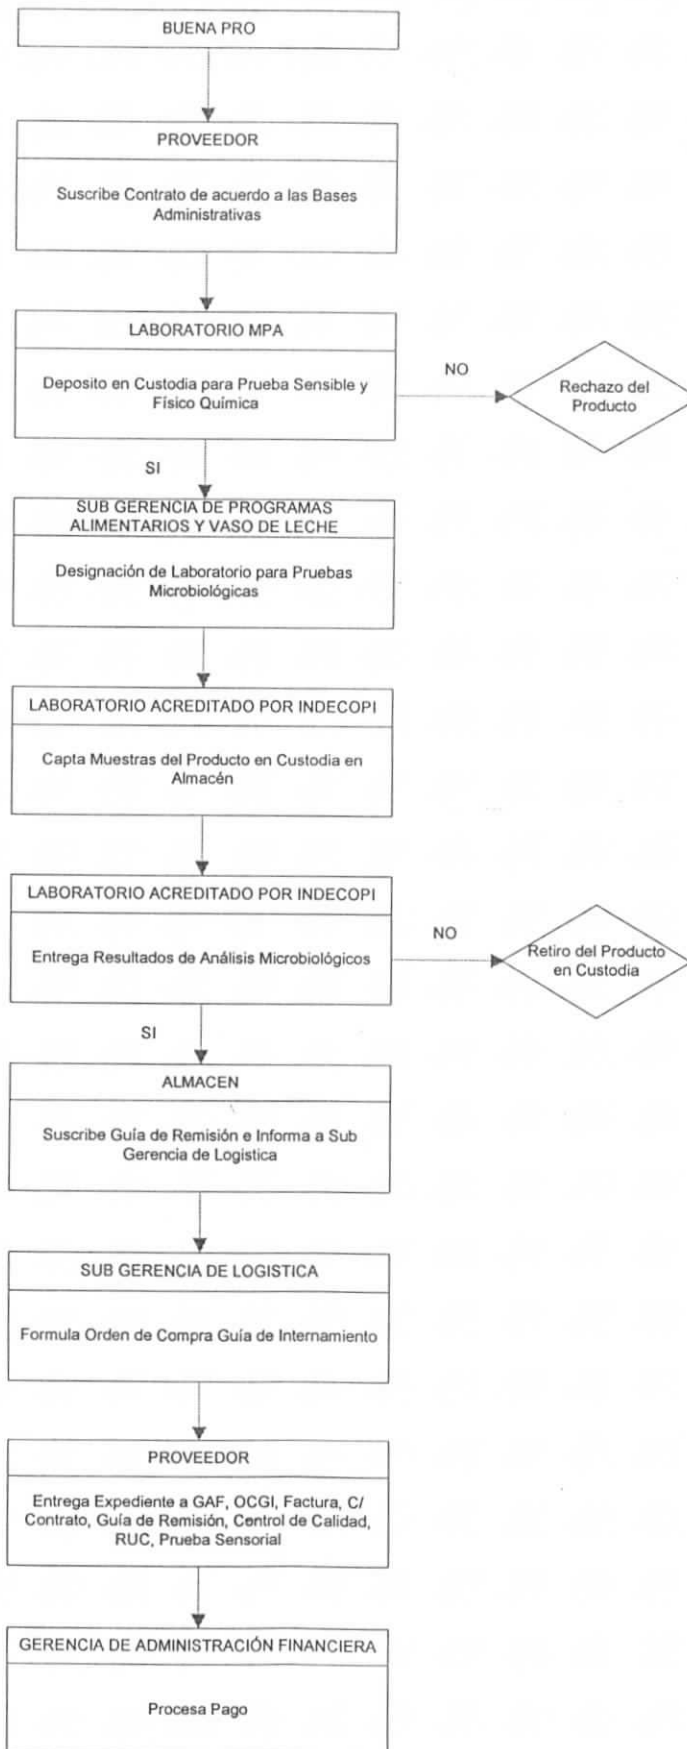 BUENA PRO
PROVEEDOR
Suscribe Contrato de acuerdo a las Bases
Administrativas
LABORATORIO MPA
Deposito en Custodia para Prueba Sensible y
Físico Química
NO
Rechazo del
Producto
SI
SUB GERENCIA DE PROGRAMAS
ALIMENTARIOS Y VASO DE LECHE
Designación de Laboratorio para Pruebas
Microbiológicas
LABORATORIO ACREDITADO POR INDECOPI
Capta Muestras del Producto en Custodia en
Almacén
LABORATORIO ACREDITADO POR INDECOPI
Entrega Resultados de Análisis Microbiológicos
NO
Retiro del Producto
en Custodia
SI
ALMACEN
Suscribe Guía de Remisión e Informa a Sub
Gerencia de Logistica
SUB GERENCIA DE LOGISTICA
Formula Orden de Compra Guía de Internamiento
PROVEEDOR
Entrega Expediente a GAF, OCGI, Factura, C/
Contrato, Guía de Remisión, Control de Calidad,
RUC, Prueba Sensorial
GERENCIA DE ADMINISTRACIÓN FINANCIERA
Procesa Pago